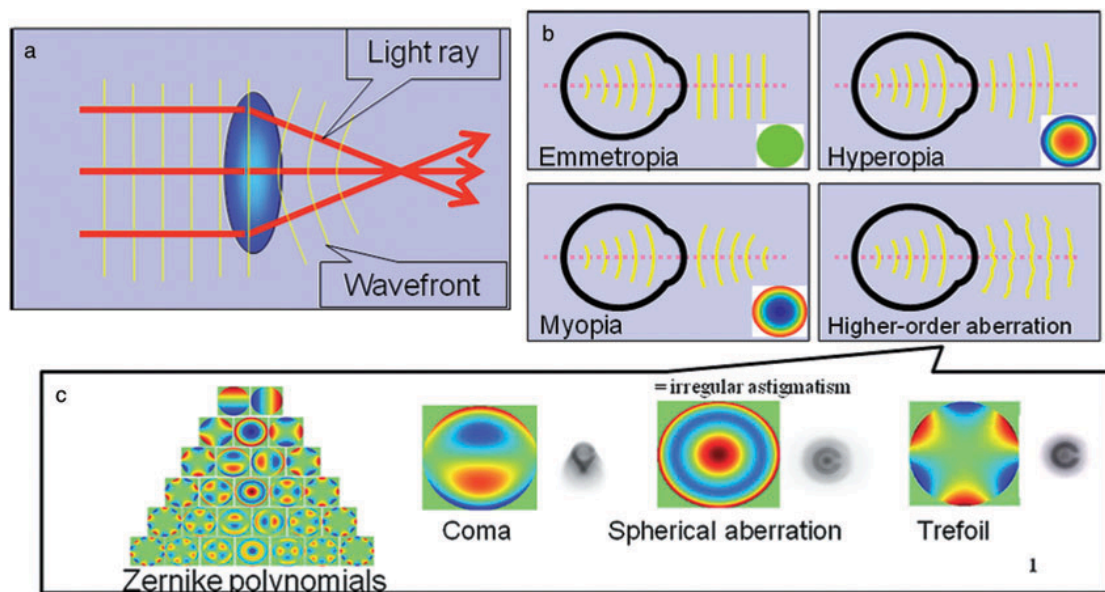 a
Light ray
Wavefront
b
Emmetropia
Hyperopia
Myopia
Higher-order aberration
c
= irregular astigmatism
Coma
Spherical aberration
Trefoil
Zernike polynomials
1